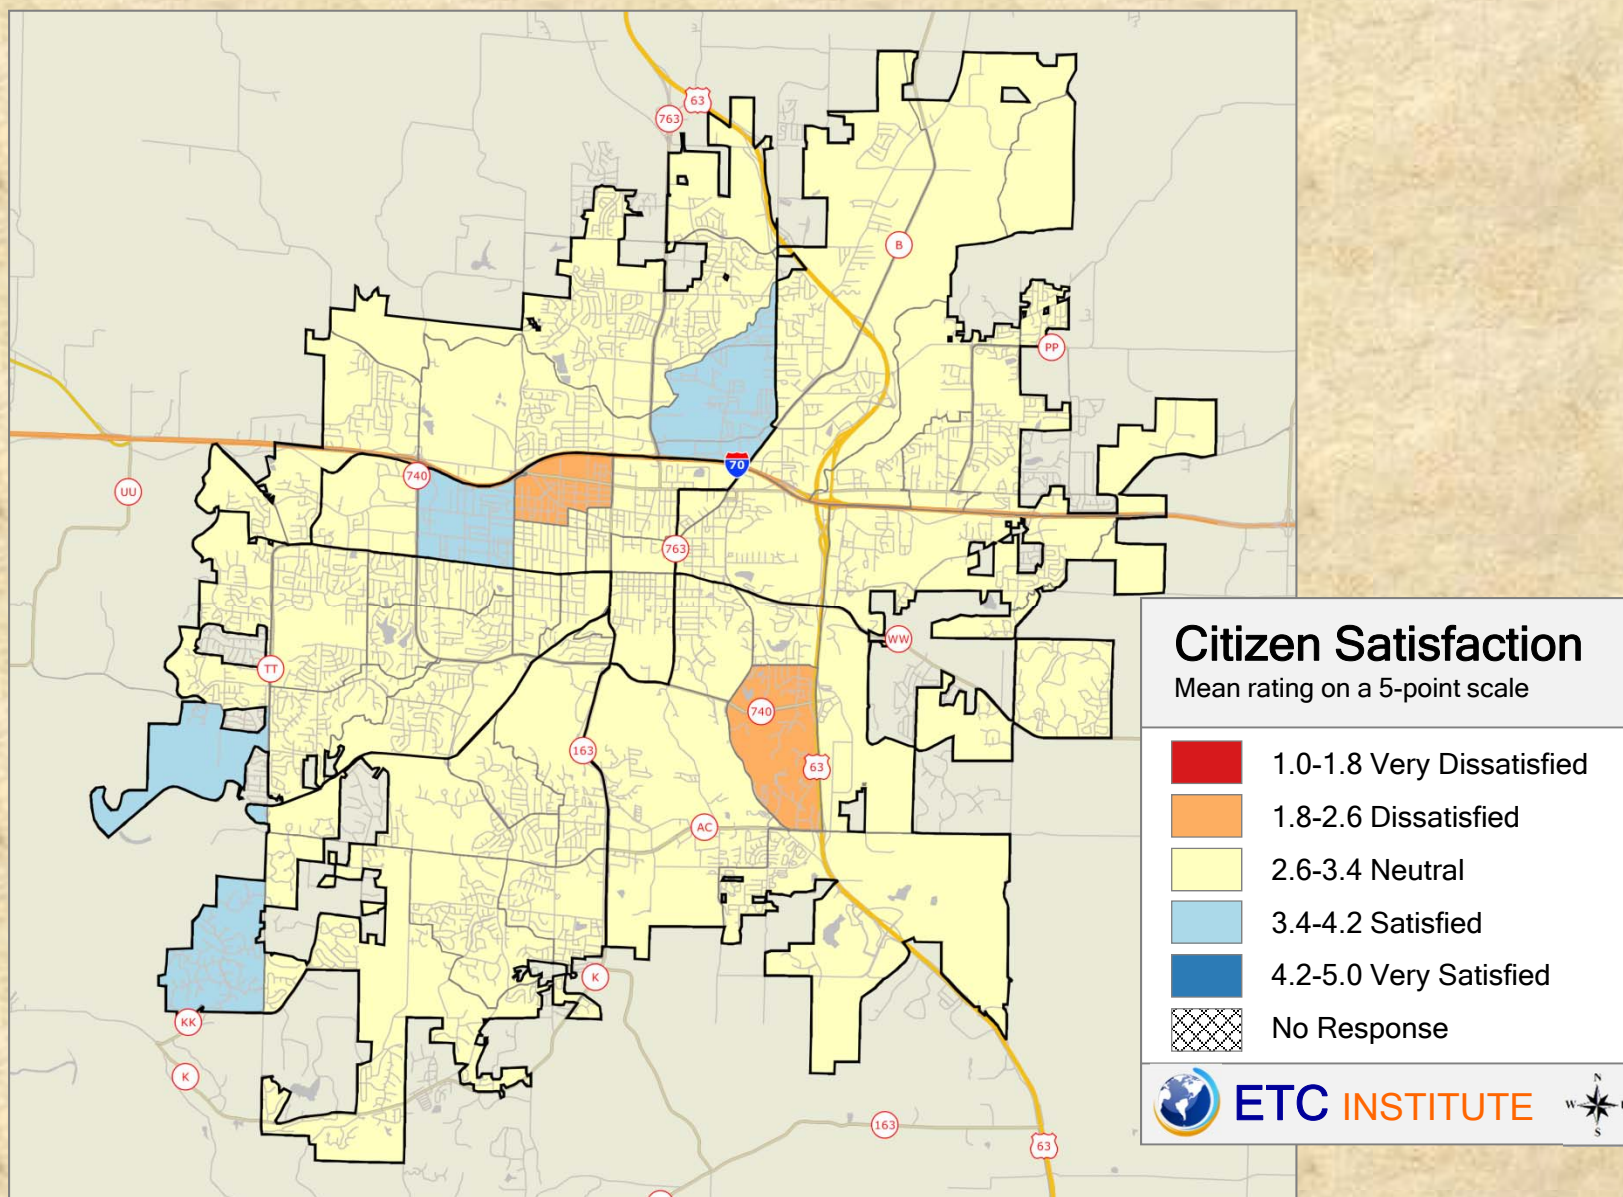 63
763
B
PP
70
740
UU
763
WW
TT
740
163
63
AC
K
KK
K
163
63
Citizen Satisfaction
Mean rating on a 5-point scale
1.0-1.8 Very Dissatisfied
1.8-2.6 Dissatisfied
2.6-3.4 Neutral
3.4-4.2 Satisfied
4.2-5.0 Very Satisfied
No Response
ETC INSTITUTE
N
W
S